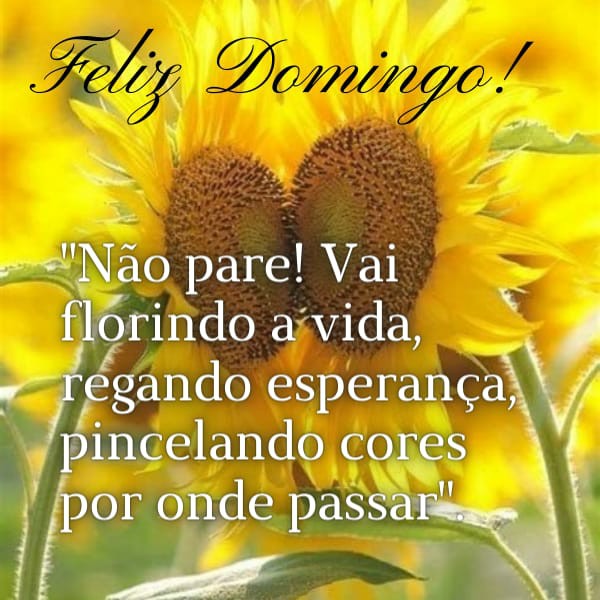 Feliz Domingo!
"Não pare! Vai
florindo a vida,
regando esperança,
pincelando cores
por onde passar".